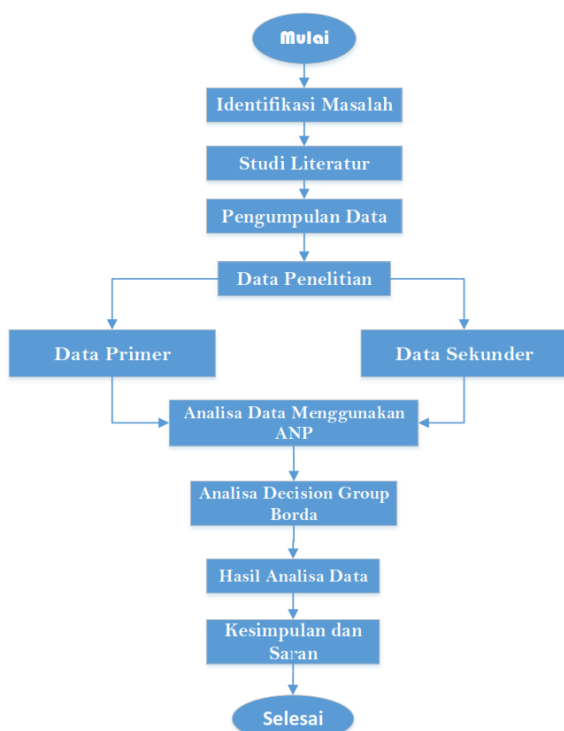 Mulai
Identifikasi Masalah
Studi Literatur
Pengumpulan Data
Data Penelitian
Data Primer
Data Sekunder
Analisa Data Menggunakan
ANP
Analisa Decision Group
Borda
Hasil Analisa Data
Kesimpulan dan
Saran
Selesai